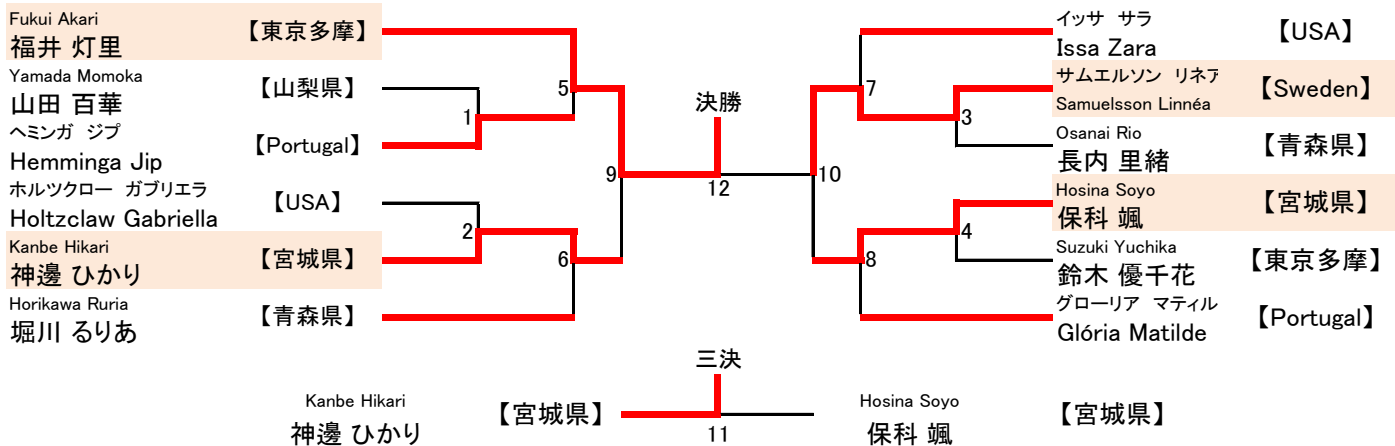 Fukui Akari
福井 灯里
【東京多摩】
Yamada Momoka
山田 百華
【山梨県】
ヘミンガ ジプ
Hemminga Jip
【Portugal】
ホルツクロー ガブリエラ
Holtzclaw Gabriella
【USA】
Kanbe Hikari
神邊 ひかり
【宮城県】
Horikawa Ruria
堀川 るりあ
【青森県】
1
2
5
6
9
決勝
12
10
7
8
3
4
イッサ サラ
Issa Zara
【USA】
サムエルソン リネア
Samuelsson Linnéa
【Sweden】
Osanai Rio
長内 里緒
【青森県】
Hosina Soyo
保科 颯
【宮城県】
Suzuki Yuchika
鈴木 優千花
【東京多摩】
グローリア マティル
Glória Matilde
【Portugal】
三決
Kanbe Hikari
神邊 ひかり
【宮城県】
11
Hosina Soyo
保科 颯
【宮城県】